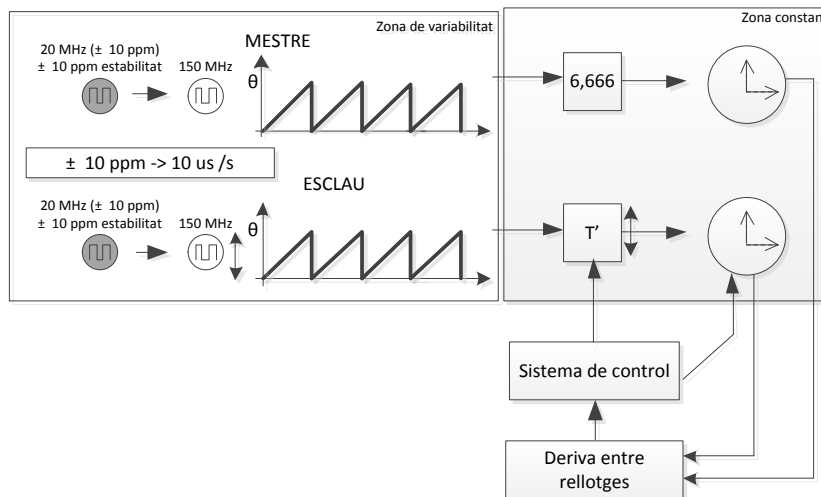 Zona de variabilitat
Zona constant
20 MHz (± 10 ppm)
± 10 ppm estabilitat
150 MHz
MESTRE
θ
6,666
± 10 ppm -> 10 us /s
ESCLAU
20 MHz (± 10 ppm)
± 10 ppm estabilitat
150 MHz
θ
T'
Sistema de control
Deriva entre
rellotges